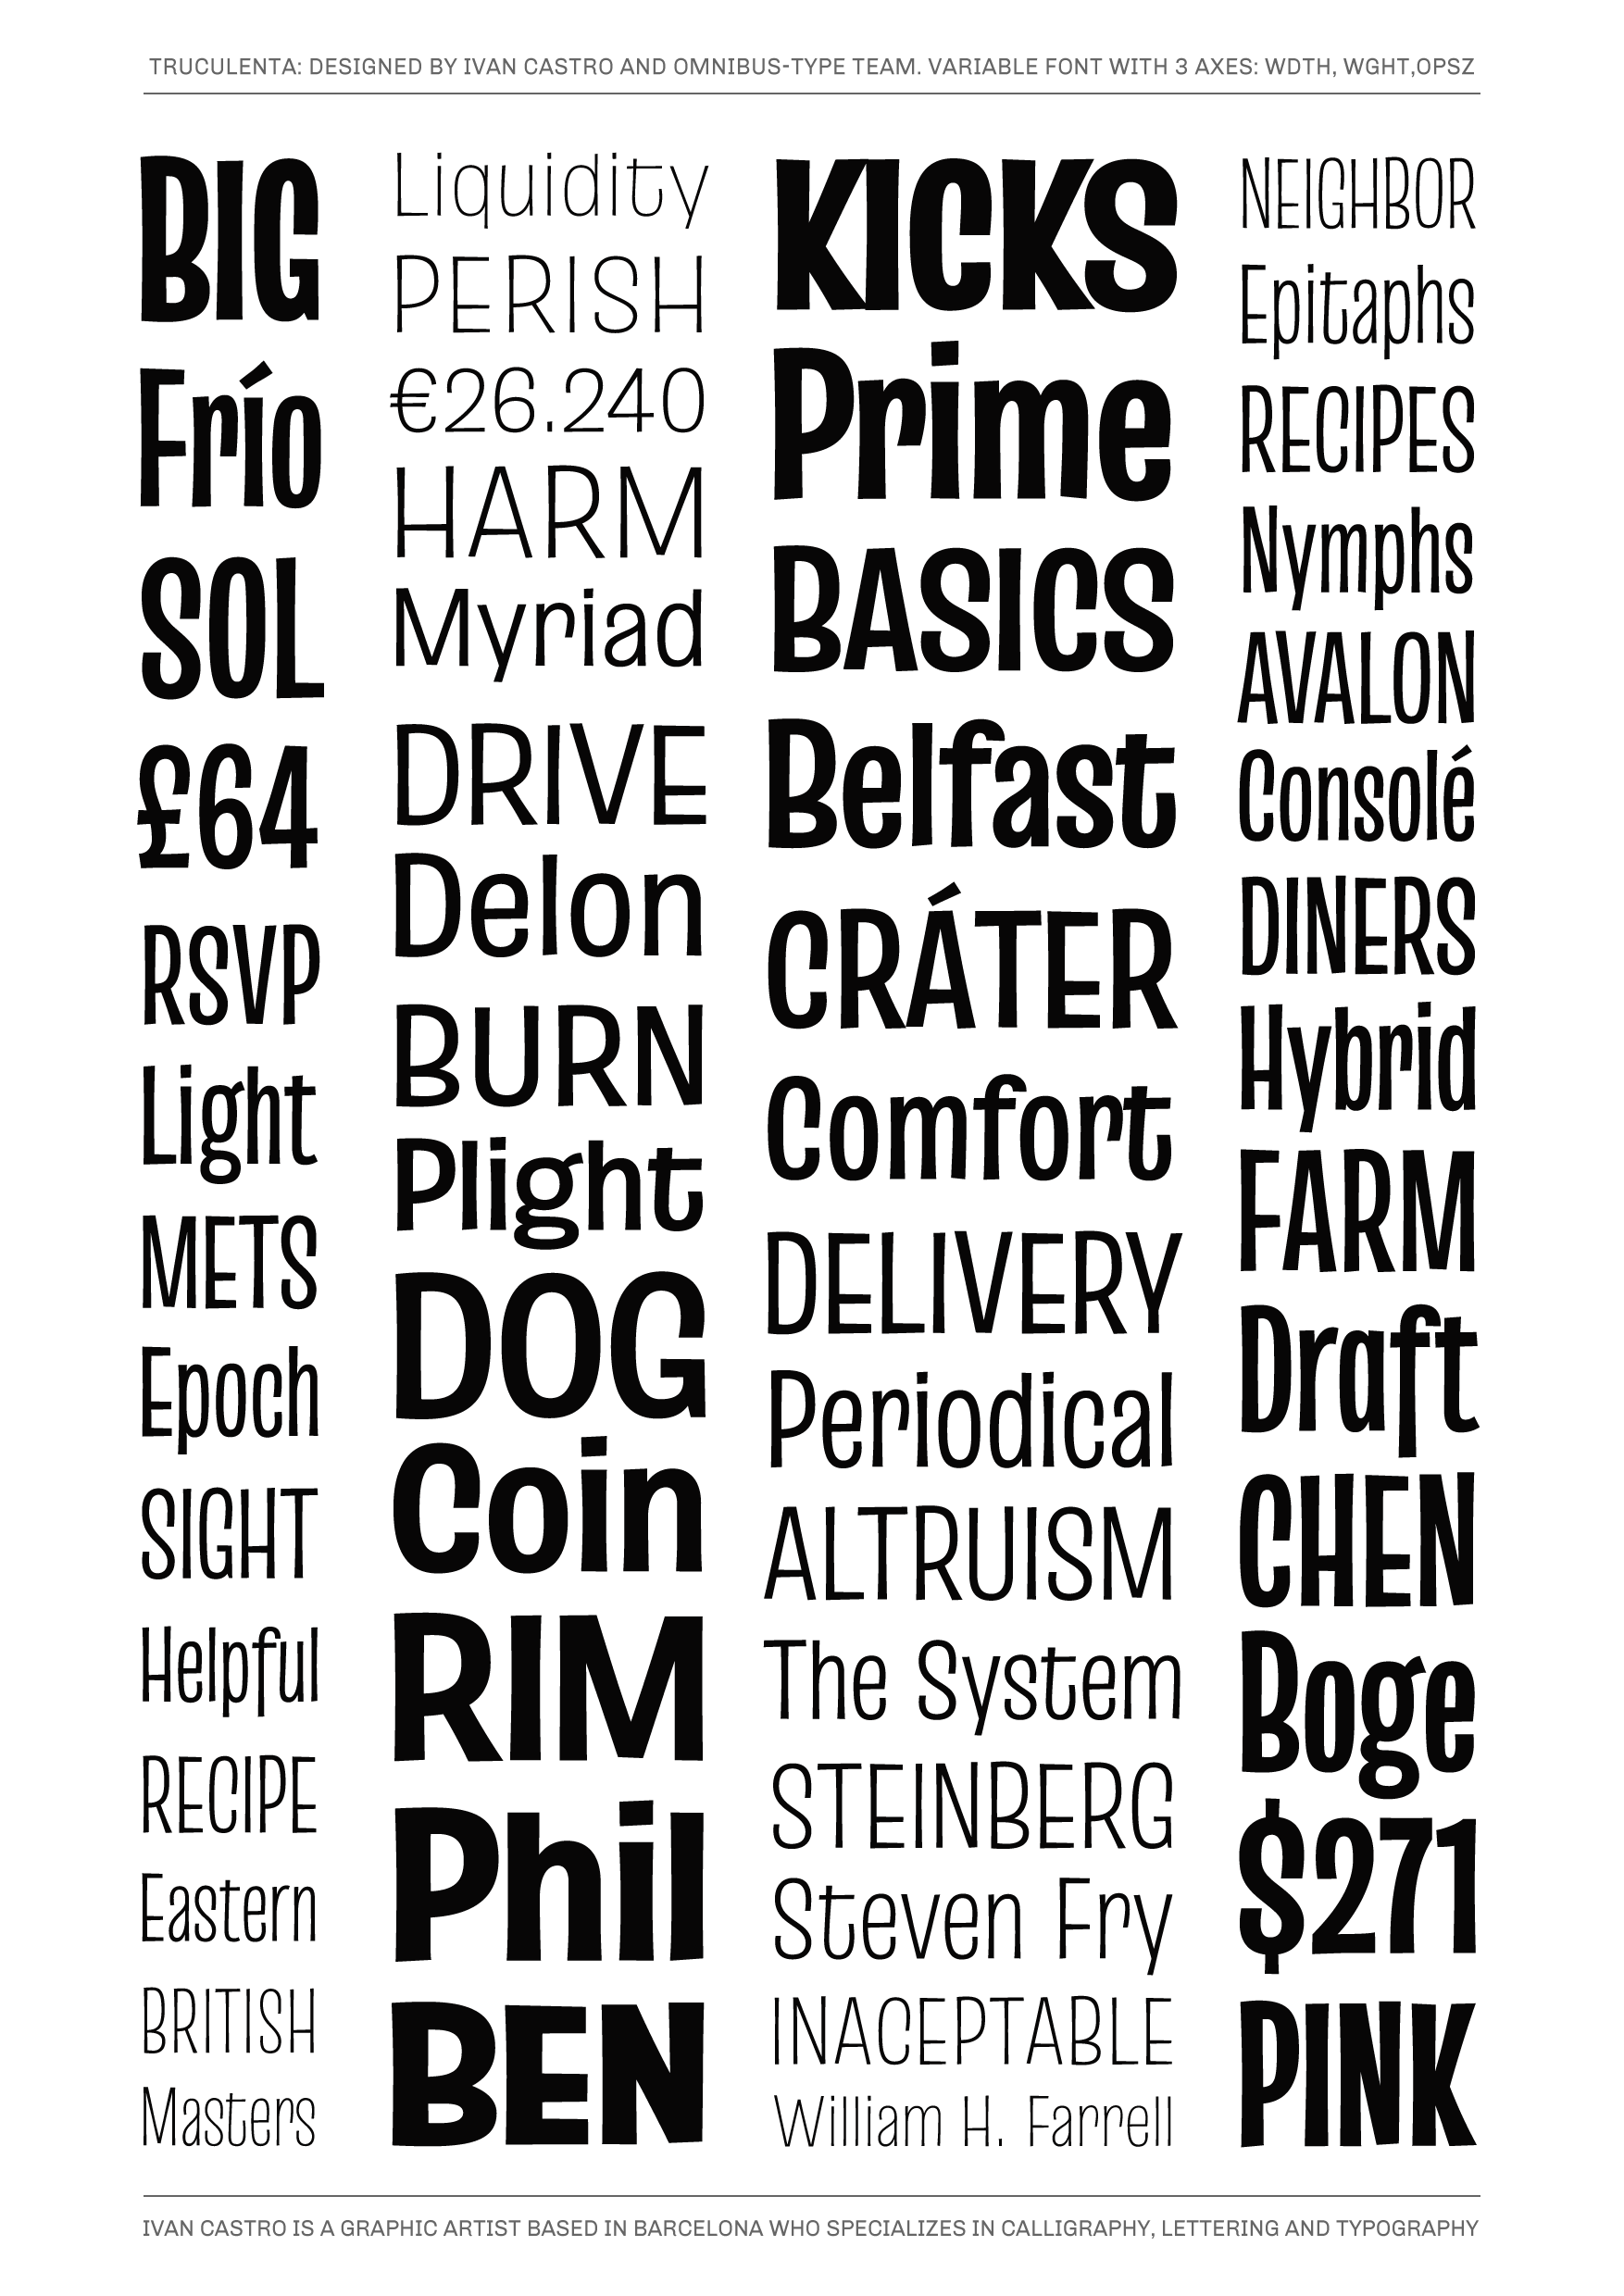 TRUCULENTA: DESIGNED BY IVAN CASTRO AND OMNIBUS-TYPE TEAM. VARIABLE FONT WITH 3 AXES: WDTH, WGHT,OPSZ
BIG
Frío
SOL
£64
RSVP
Light
METS
Epoch
SIGHT
Helpful
RECIPE
Eastern
BRITISH
Masters
Liquidity
PERISH
€26.240
HARM
Myriad
DRIVE
Delon
BURN
Plight
DOG
Coin
RIM
Phil
BEN
KICKS
Prime
BASICS
Belfast
CRÁTER
Comfort
DELIVERY
Periodical
ALTRUISM
The System
STEINBERG
Steven Fry
INACEPTABLE
William H. Farrell
NEIGHBOR
Epitaphs
RECIPES
Nymphs
AVALON
Consolé
DINERS
Hybrid
FARM
Draft
CHEN
Boge
$271
PINK
IVAN CASTRO IS A GRAPHIC ARTIST BASED IN BARCELONA WHO SPECIALIZES IN CALLIGRAPHY, LETTERING AND TYPOGRAPHY